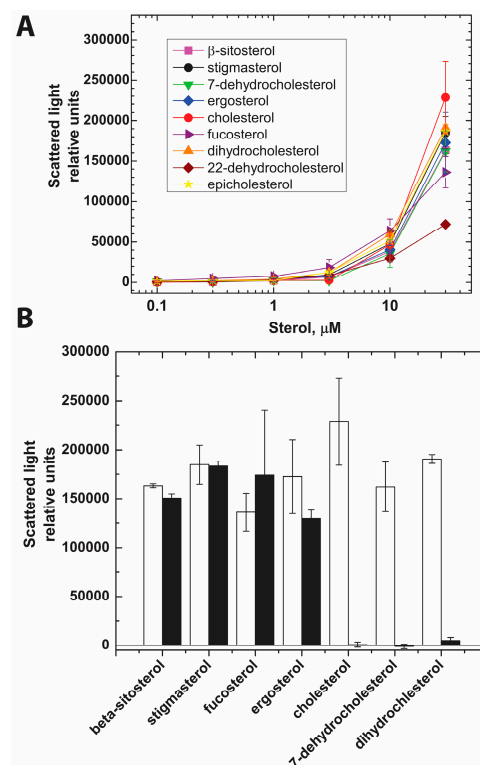 A
300000
250000
200000
150000
100000
50000
0
Scattered light
relative units
β-sitosterol
stigmasterol
7-dehydrocholesterol
ergosterol
cholesterol
fucosterol
dihydrocholesterol
22-dehydrocholesterol
epicholesterol
0.1 1 10
Sterol, μM
B
300000
250000
200000
150000
100000
50000
0
Scattered light
relative units
beta-sitosterol
stigmasterol
fucosterol
ergosterol
cholesterol
7-dehydrocholesterol
dihydrochlesterol